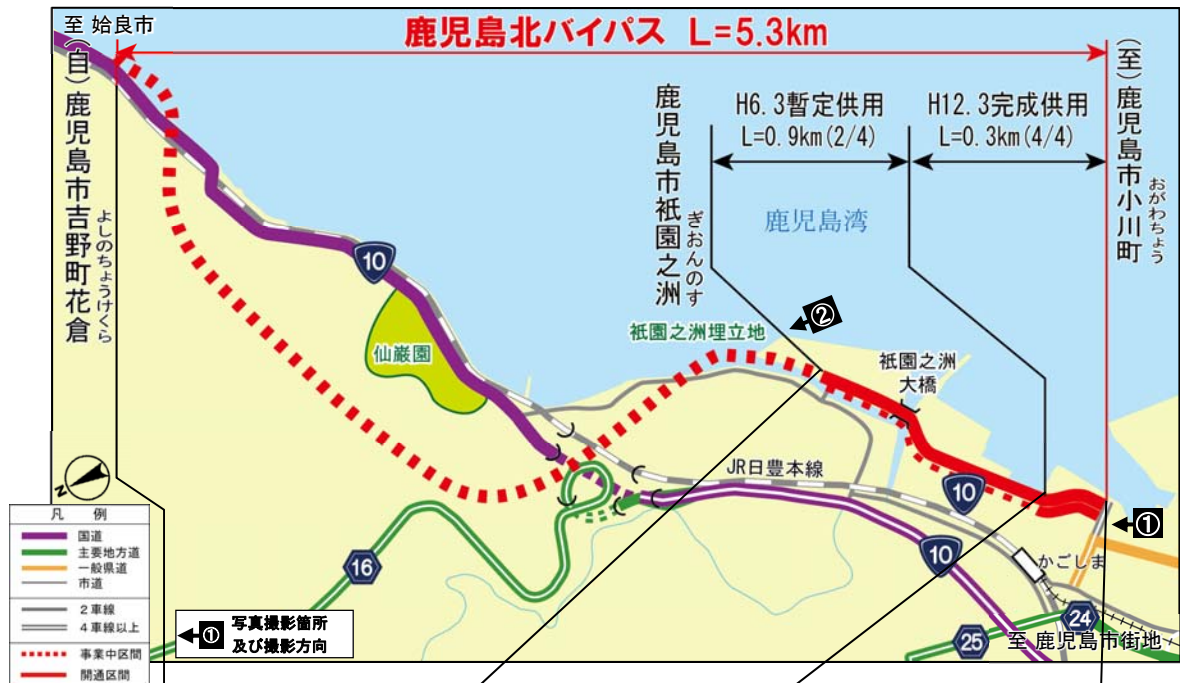 至 姶良市
鹿児島北バイパス L=5.3km
(自)鹿児島市吉野町花倉
よしのちょうけくら
鹿児島市祇園之洲
ぎおんのす
H6.3暫定供用
L=0.9km(2/4)
H12.3完成供用
L=0.3km(4/4)
(至)鹿児島市小川町
おがわちょう
鹿児島湾
10
仙巌園
②
祇園之洲埋立地
祇園之洲
大橋
JR日豊本線
10
①
10
かごしま
16
24
25
至 鹿児島市街地
N
凡 例
国道
主要地方道
一般県道
市道
2車線
4車線以上
事業中区間
開通区間
① 写真撮影箇所
及び撮影方向